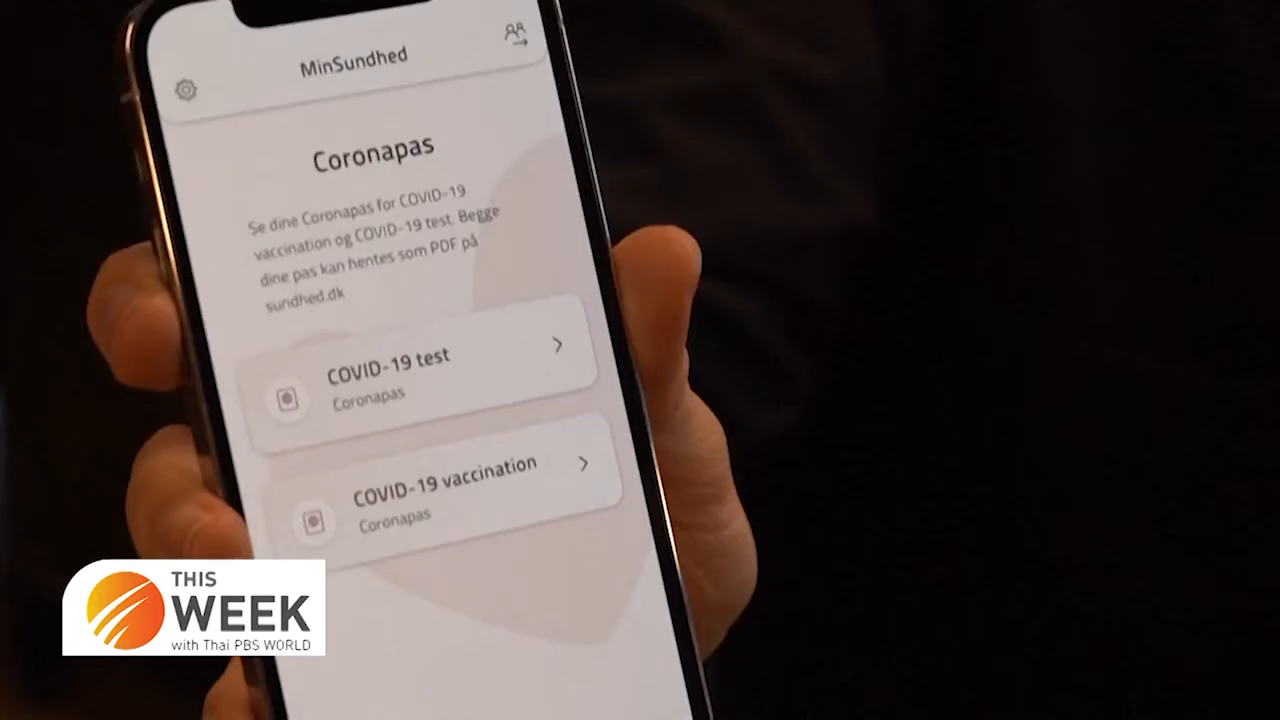 MinSundhed
Coronapas
Se dine Coronapas for COVID-19
vaccination og COVID-19 test. Begge
dine pas kan hentes som PDF på
sundhed.dk
COVID-19 test
Coronapas
COVID-19 vaccination
Coronapas
THIS
WEEK
with Thai PBS WORLD